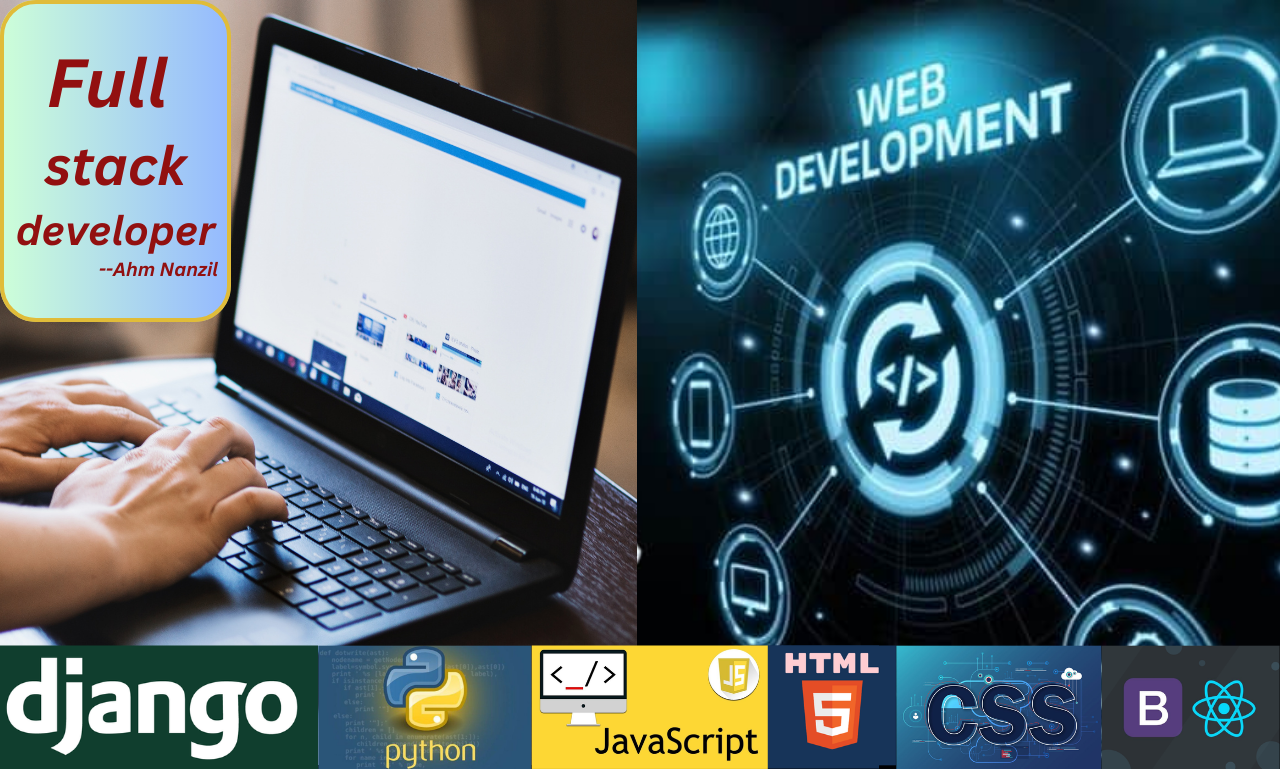 Full
stack
developer
--Ahm Nanzil
WEB
DEVELOPMENT
</>
django
python
<_/>
JS
JavaScript
HTML
5
CSS
B